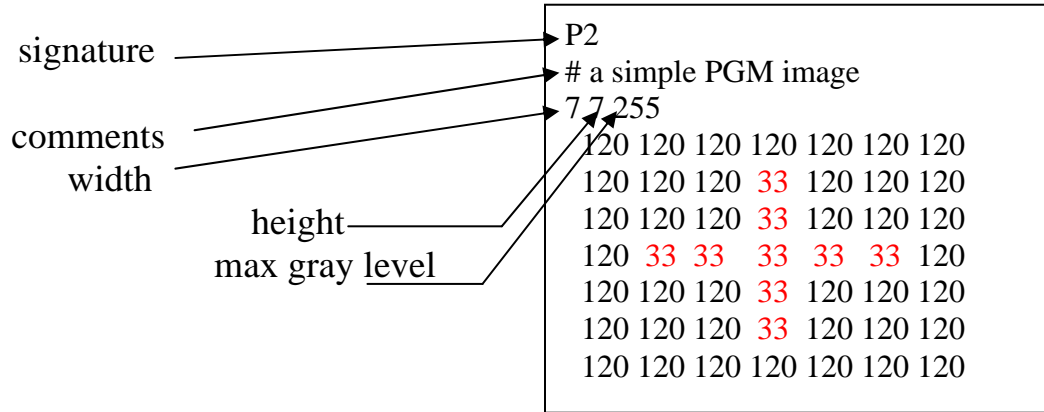 signature
comments
width
height
max gray level
P2
# a simple PGM image
7 7 255
120 120 120 120 120 120 120
120 120 120 33 120 120 120
120 120 120 33 120 120 120
120 33 33 33 33 33 120
120 120 120 33 120 120 120
120 120 120 33 120 120 120
120 120 120 120 120 120 120